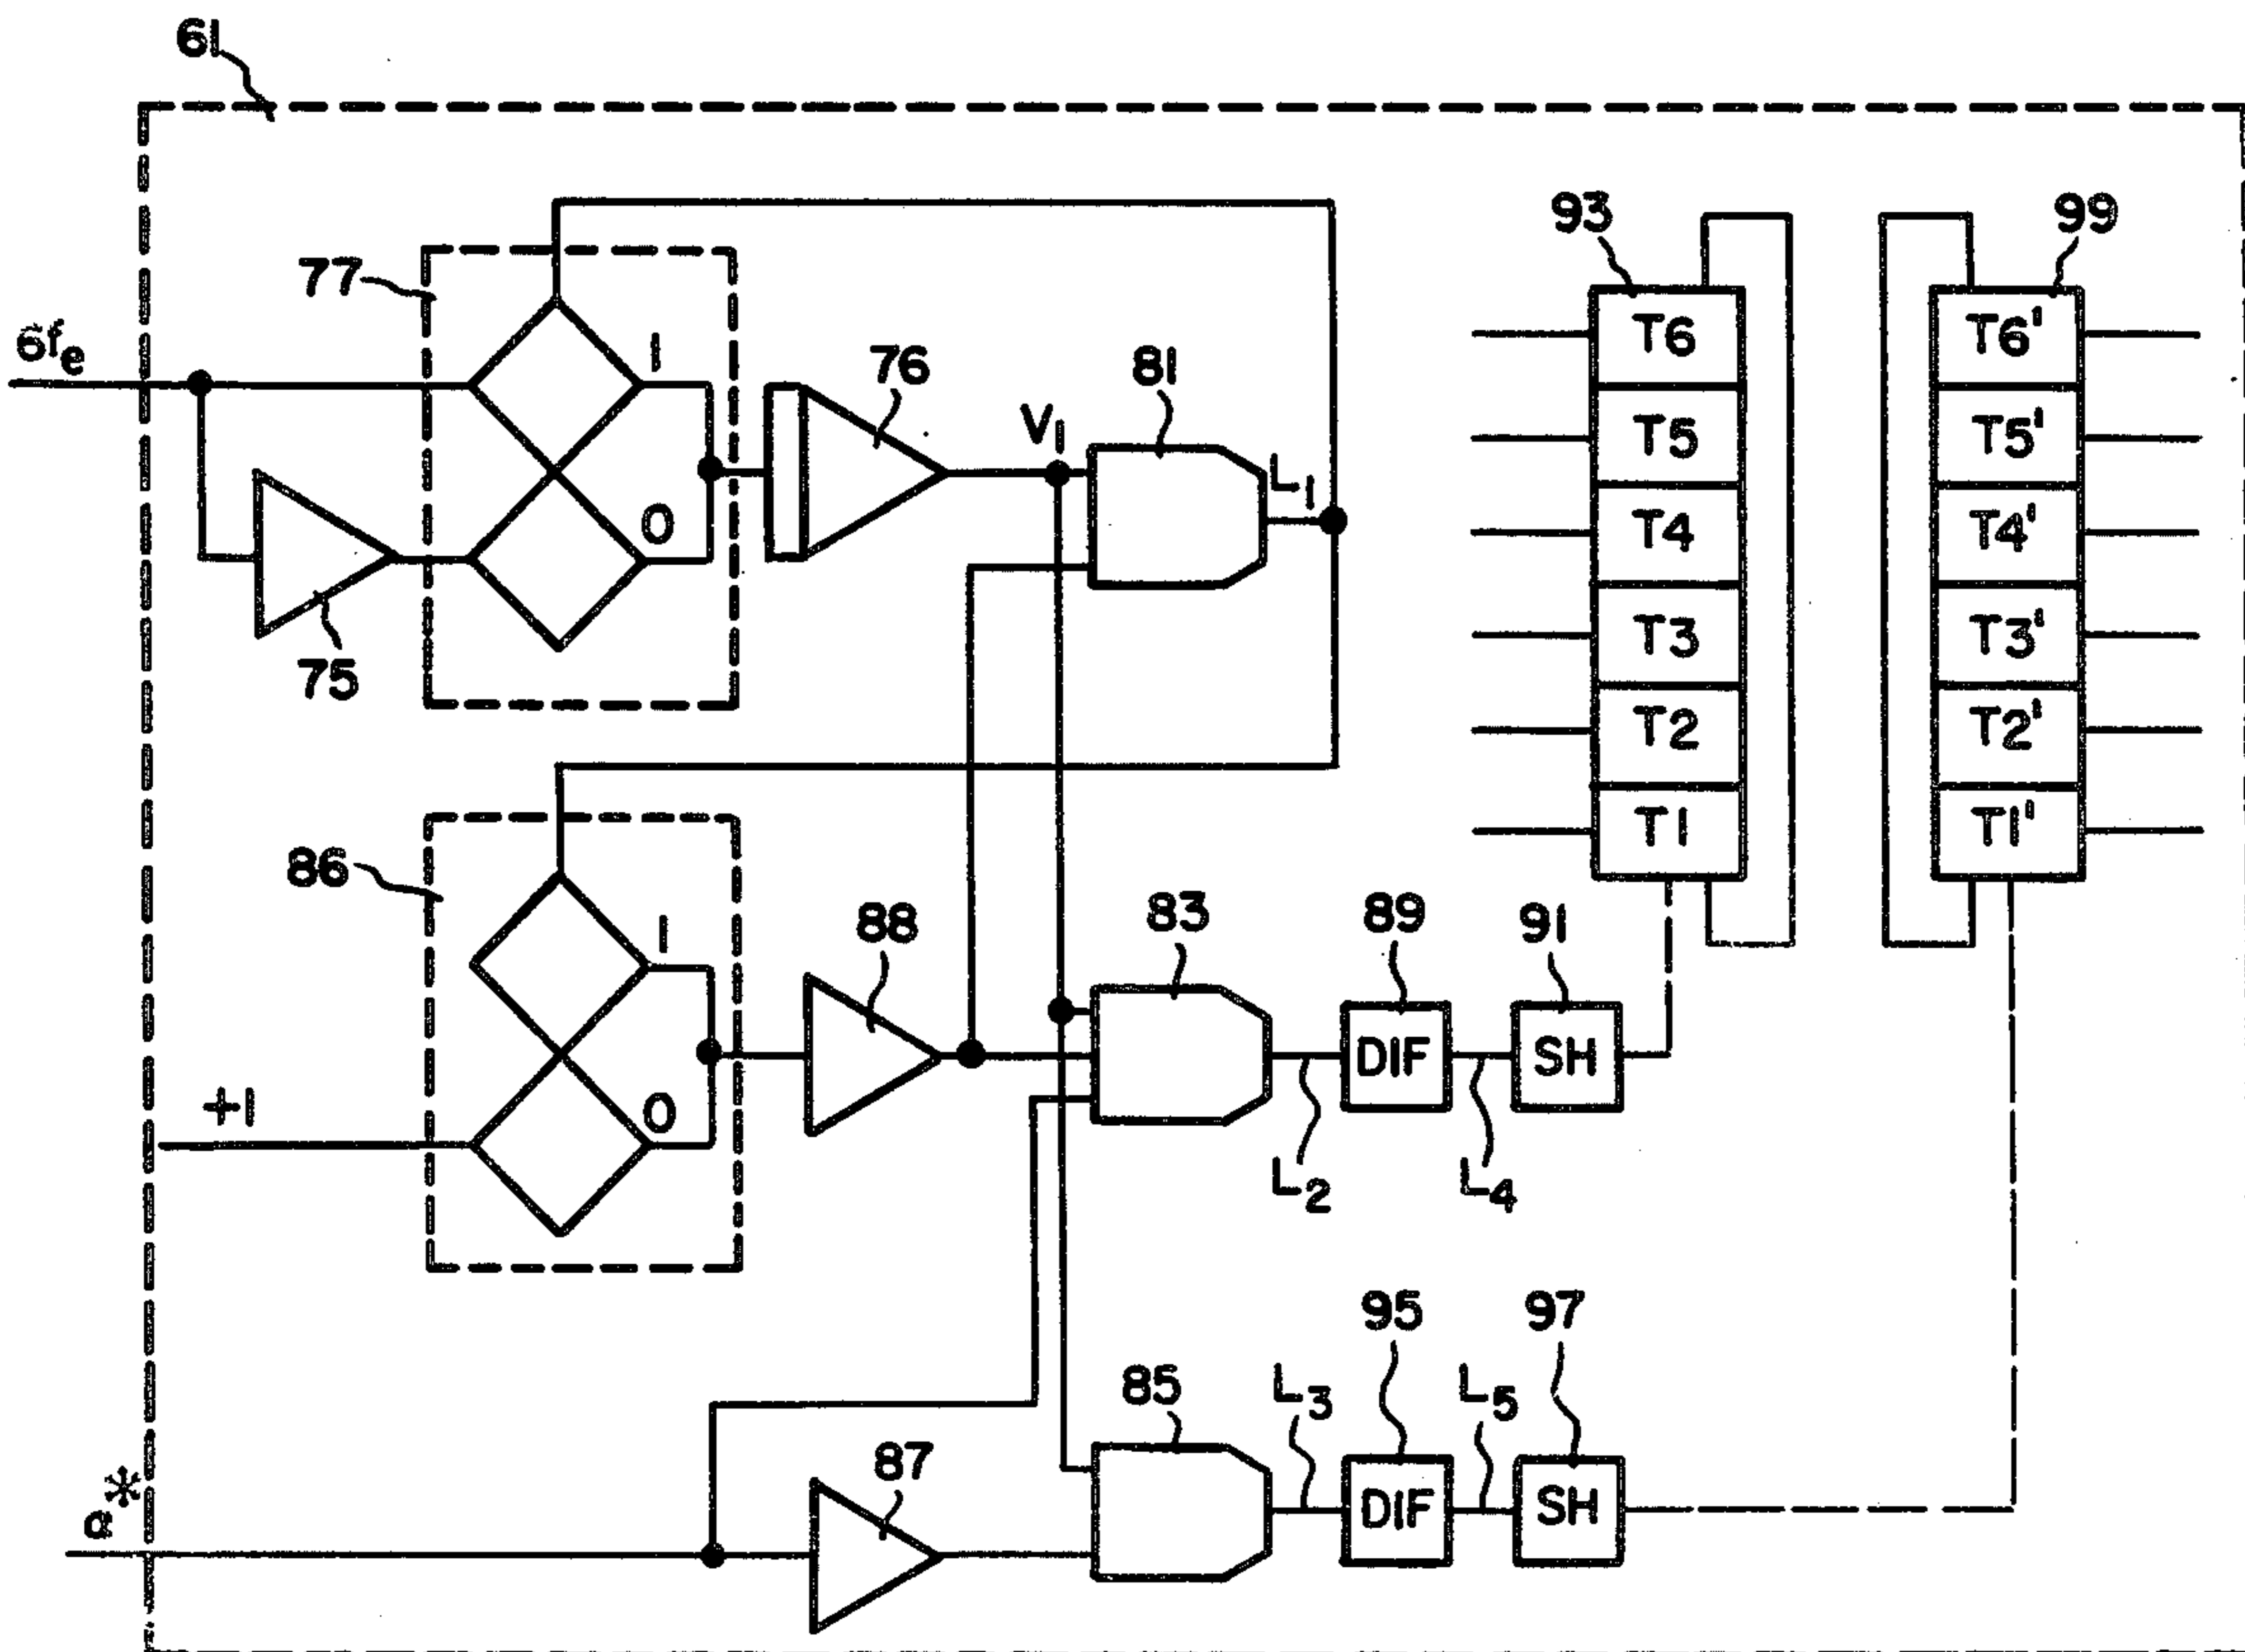 61
93
99
77
1
6fe
76
81
V1
L1
0
75
T6
T5
T4
T3
T2
T1
T6'
T5'
T4'
T3'
T2'
T1'
86
1
88
83
89
91
DIF
SH
+1
0
L2
L4
95
97
85
L3
L5
87
DIF
SH
α*